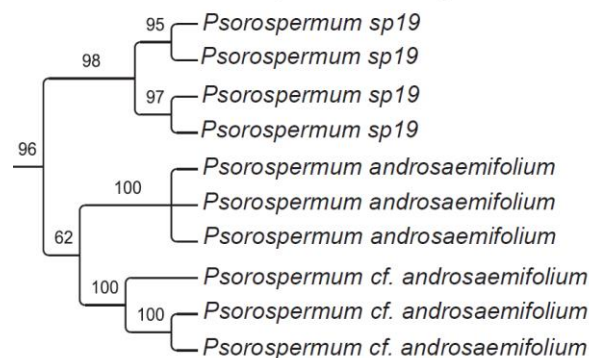 95 Psorospermum sp19
Psorospermum sp19
98
97 Psorospermum sp19
Psorospermum sp19
96
Psorospermum androsaemifolium
100
Psorospermum androsaemifolium
62
Psorospermum androsaemifolium
100
Psorospermum cf. androsaemifolium
100 Psorospermum cf. androsaemifolium
Psorospermum cf. androsaemifolium